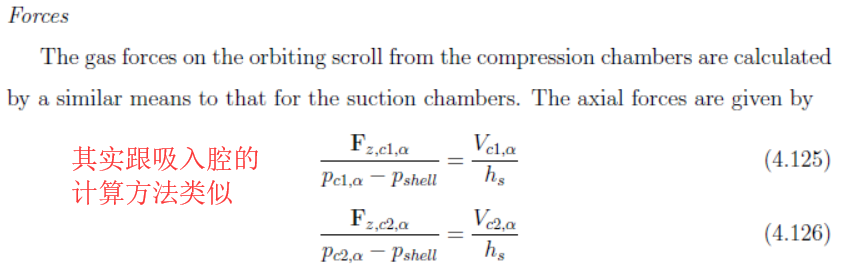 Forces
The gas forces on the orbiting scroll from the compression chambers are calculated
by a similar means to that for the suction chambers. The axial forces are given by
其实跟吸入腔的
计算方法类似
\frac{\mathbf{F}_{z,c1,\alpha}}{p_{c1,\alpha} - p_{shell}} = \frac{V_{c1,\alpha}}{h_s} (4.125)
\frac{\mathbf{F}_{z,c2,\alpha}}{p_{c2,\alpha} - p_{shell}} = \frac{V_{c2,\alpha}}{h_s} (4.126)